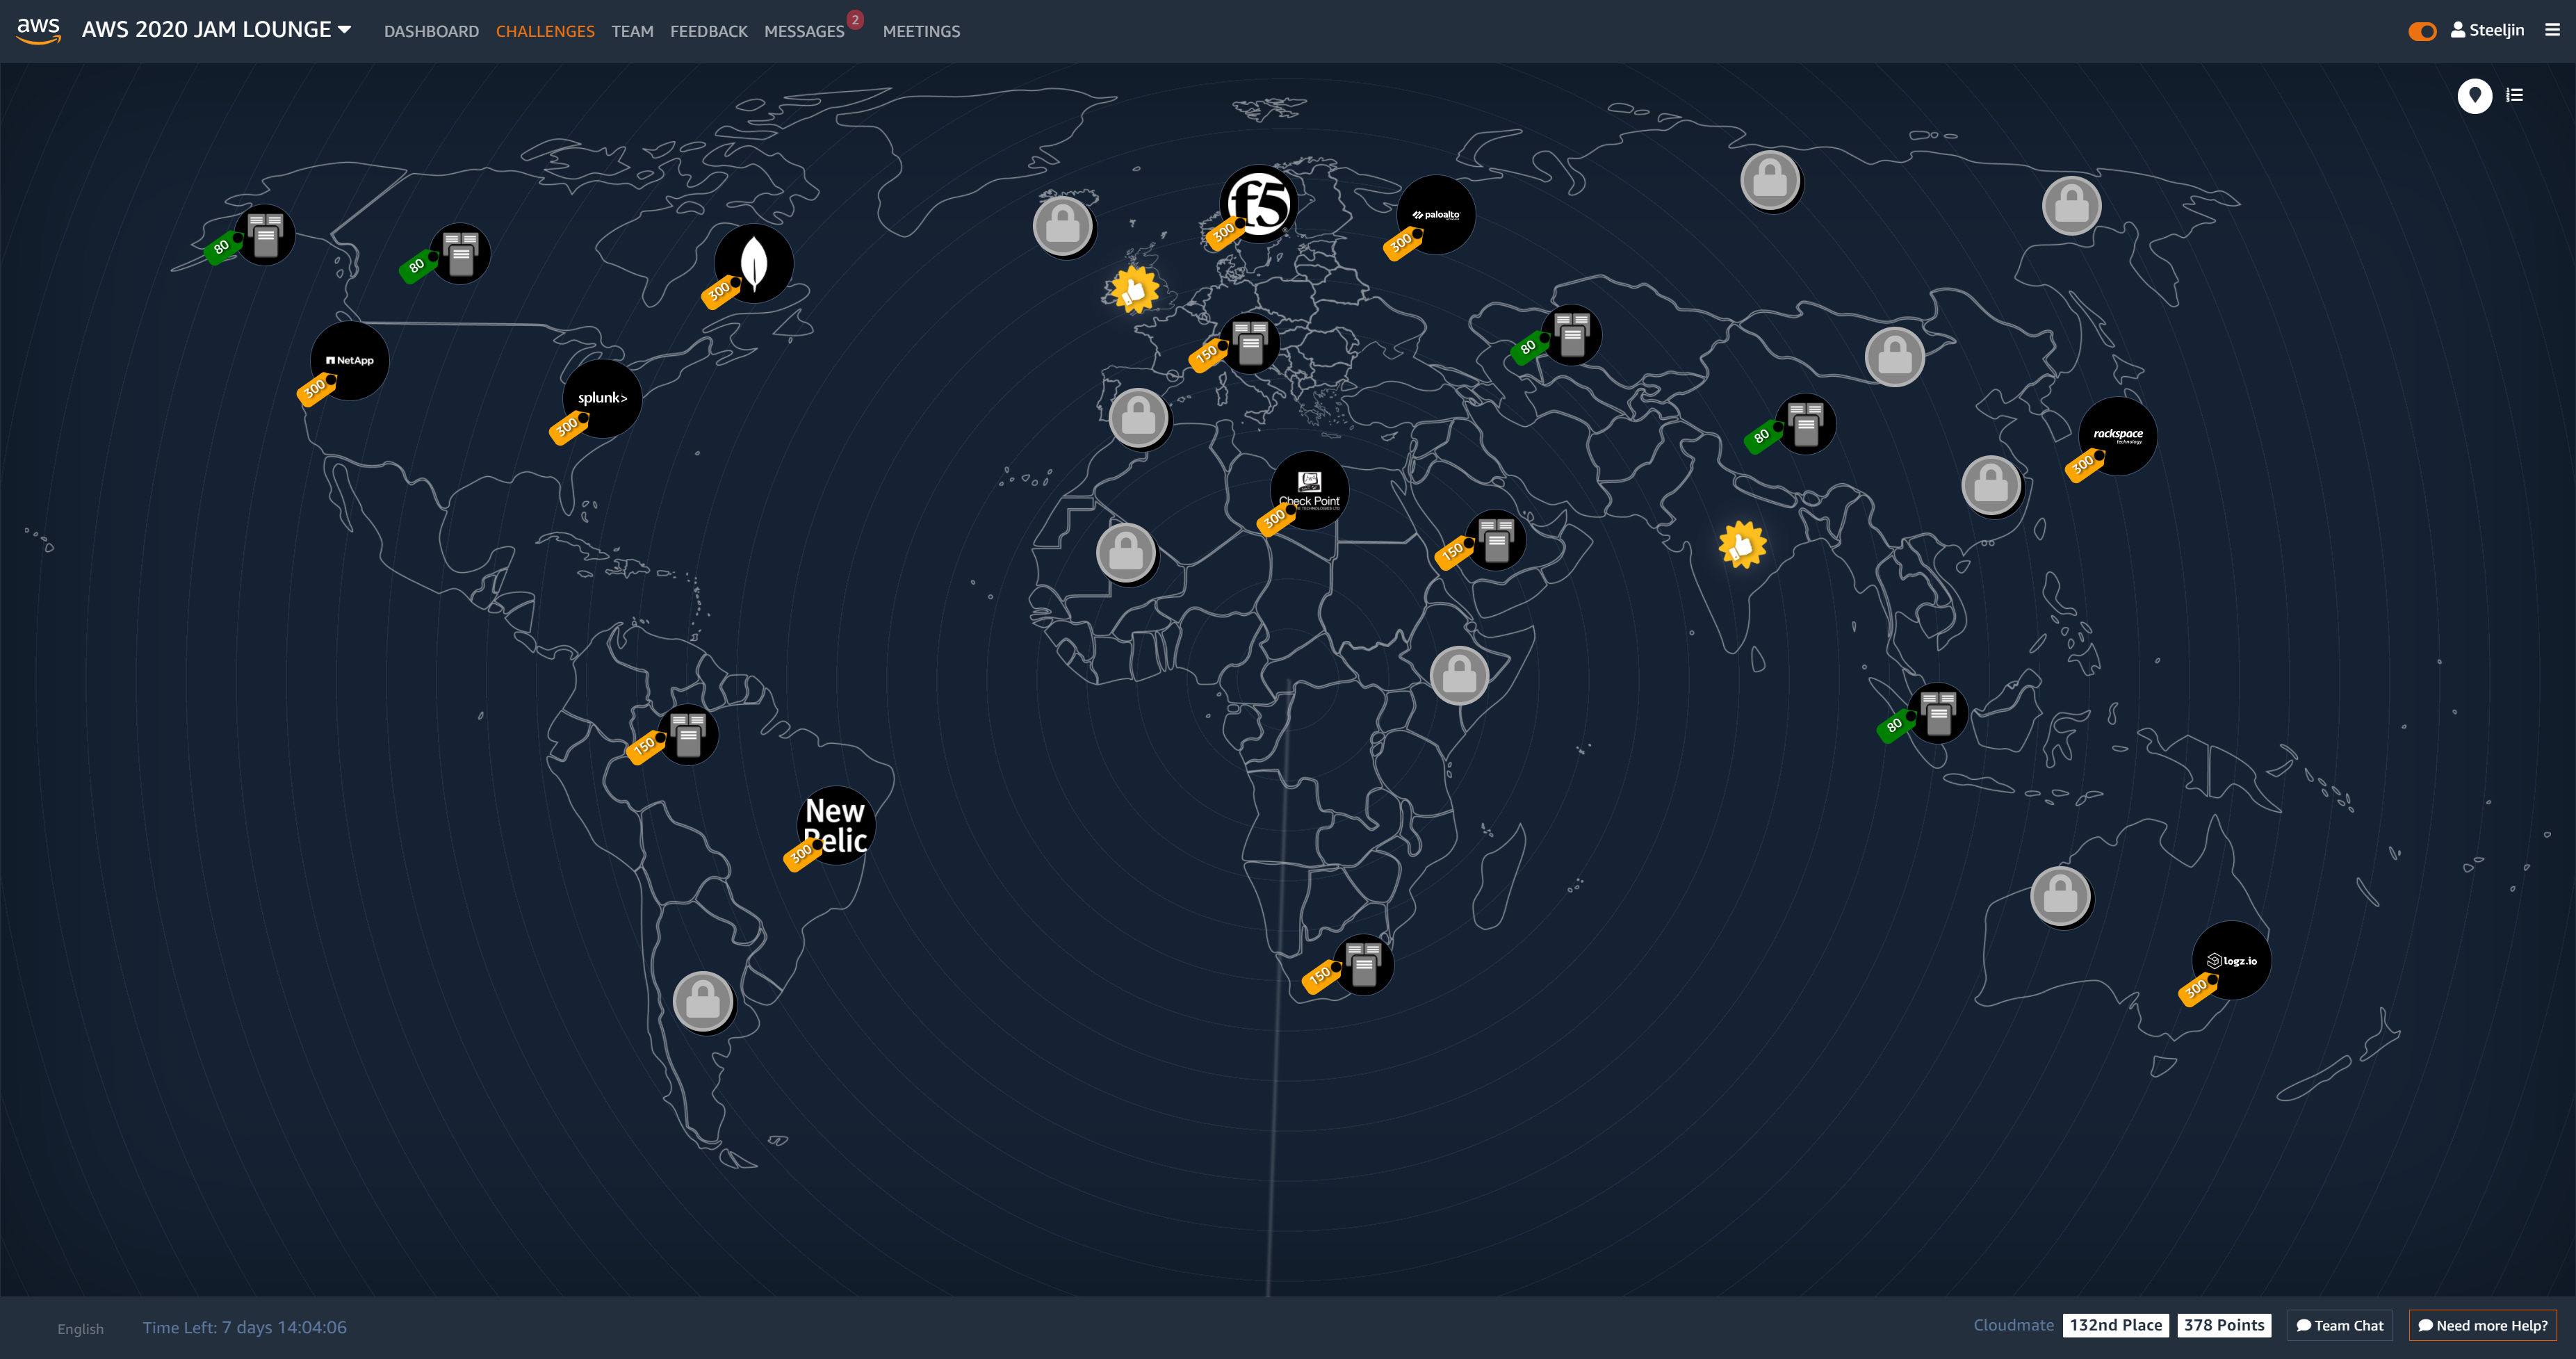 aws
AWS 2020 JAM LOUNGE
DASHBOARD
CHALLENGES
TEAM
FEEDBACK
MESSAGES
2
MEETINGS
Steeljin
f5
300
paloalto
300
80
80
300
NetApp
300
splunk>
300
150
80
80
rackspace
technology
300
Check Point
TECHNOLOGIES LTD
300
150
150
80
New
Relic
300
150
logz.io
300
English
Time Left: 7 days 14:04:06
Cloudmate
132nd Place
378 Points
Team Chat
Need more Help?